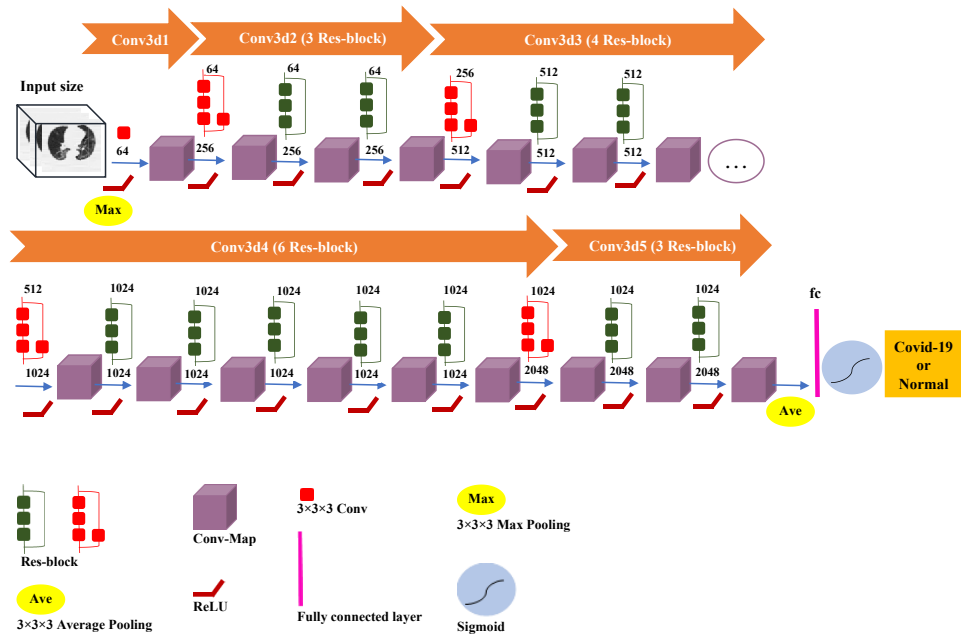 Conv3d1
Conv3d2 (3 Res-block)
Conv3d3 (4 Res-block)
Input size
64
64
64
256
512
512
64
256
256
256
512
512
512
...
Max
Conv3d4 (6 Res-block)
Conv3d5 (3 Res-block)
512
1024
1024
1024
1024
1024
1024
1024
1024
fc
1024
1024
1024
1024
1024
1024
2048
2048
2048
Covid-19
or
Normal
Ave
Res-block
Conv-Map
3×3×3 Conv
Max
3×3×3 Max Pooling
Ave
3×3×3 Average Pooling
ReLU
Fully connected layer
Sigmoid